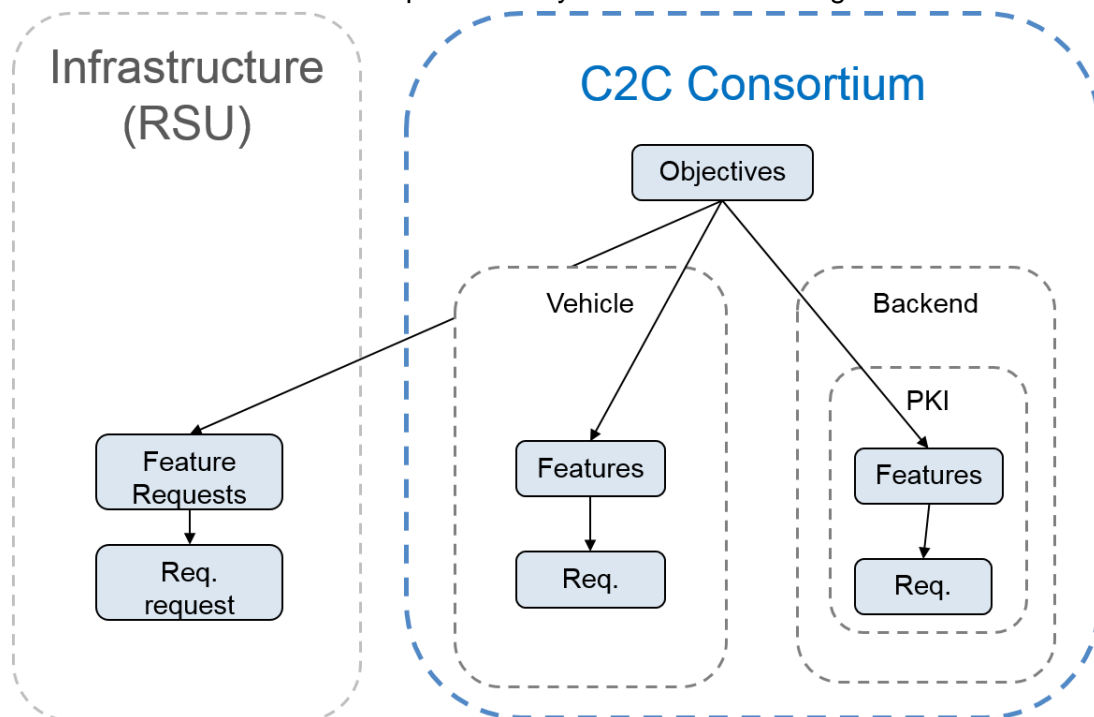 Infrastructure
(RSU)
C2C Consortium
Objectives
Vehicle
Backend
PKI
Feature
Requests
Features
Features
Req.
request
Req.
Req.